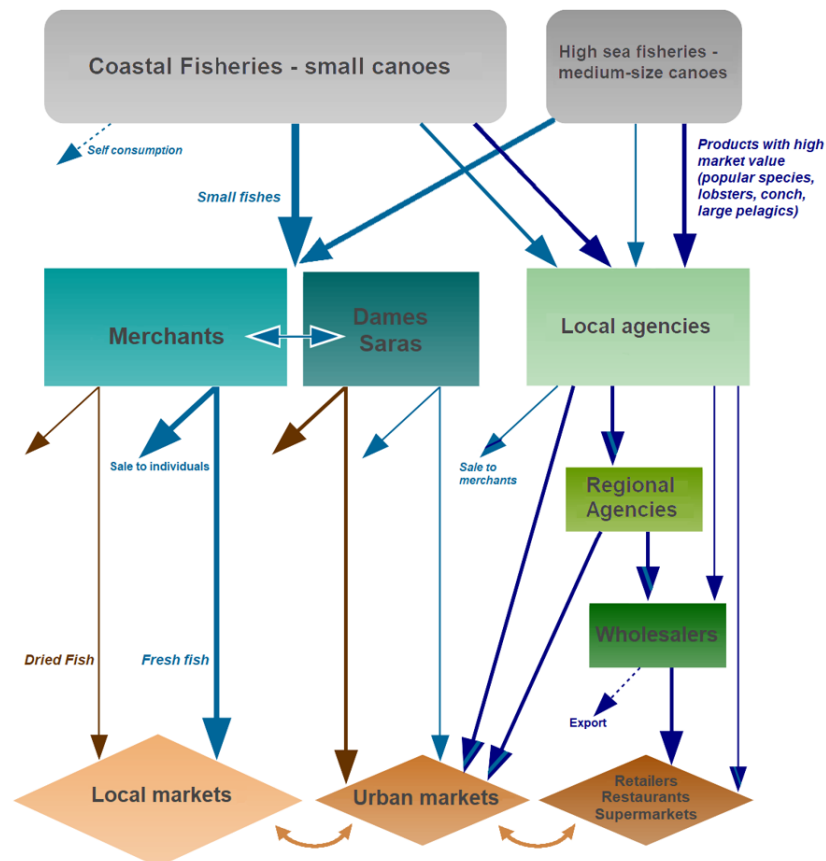 Coastal Fisheries - small canoes
High sea fisheries -
medium-size canoes
Self consumption
Products with high
market value
(popular species,
lobsters, conch,
large pelagics)
Small fishes
Merchants
Dames
Saras
Local agencies
Sale to individuals
Sale to
merchants
Regional
Agencies
Wholesalers
Dried Fish
Fresh fish
Export
Local markets
Urban markets
Retailers
Restaurants
Supermarkets